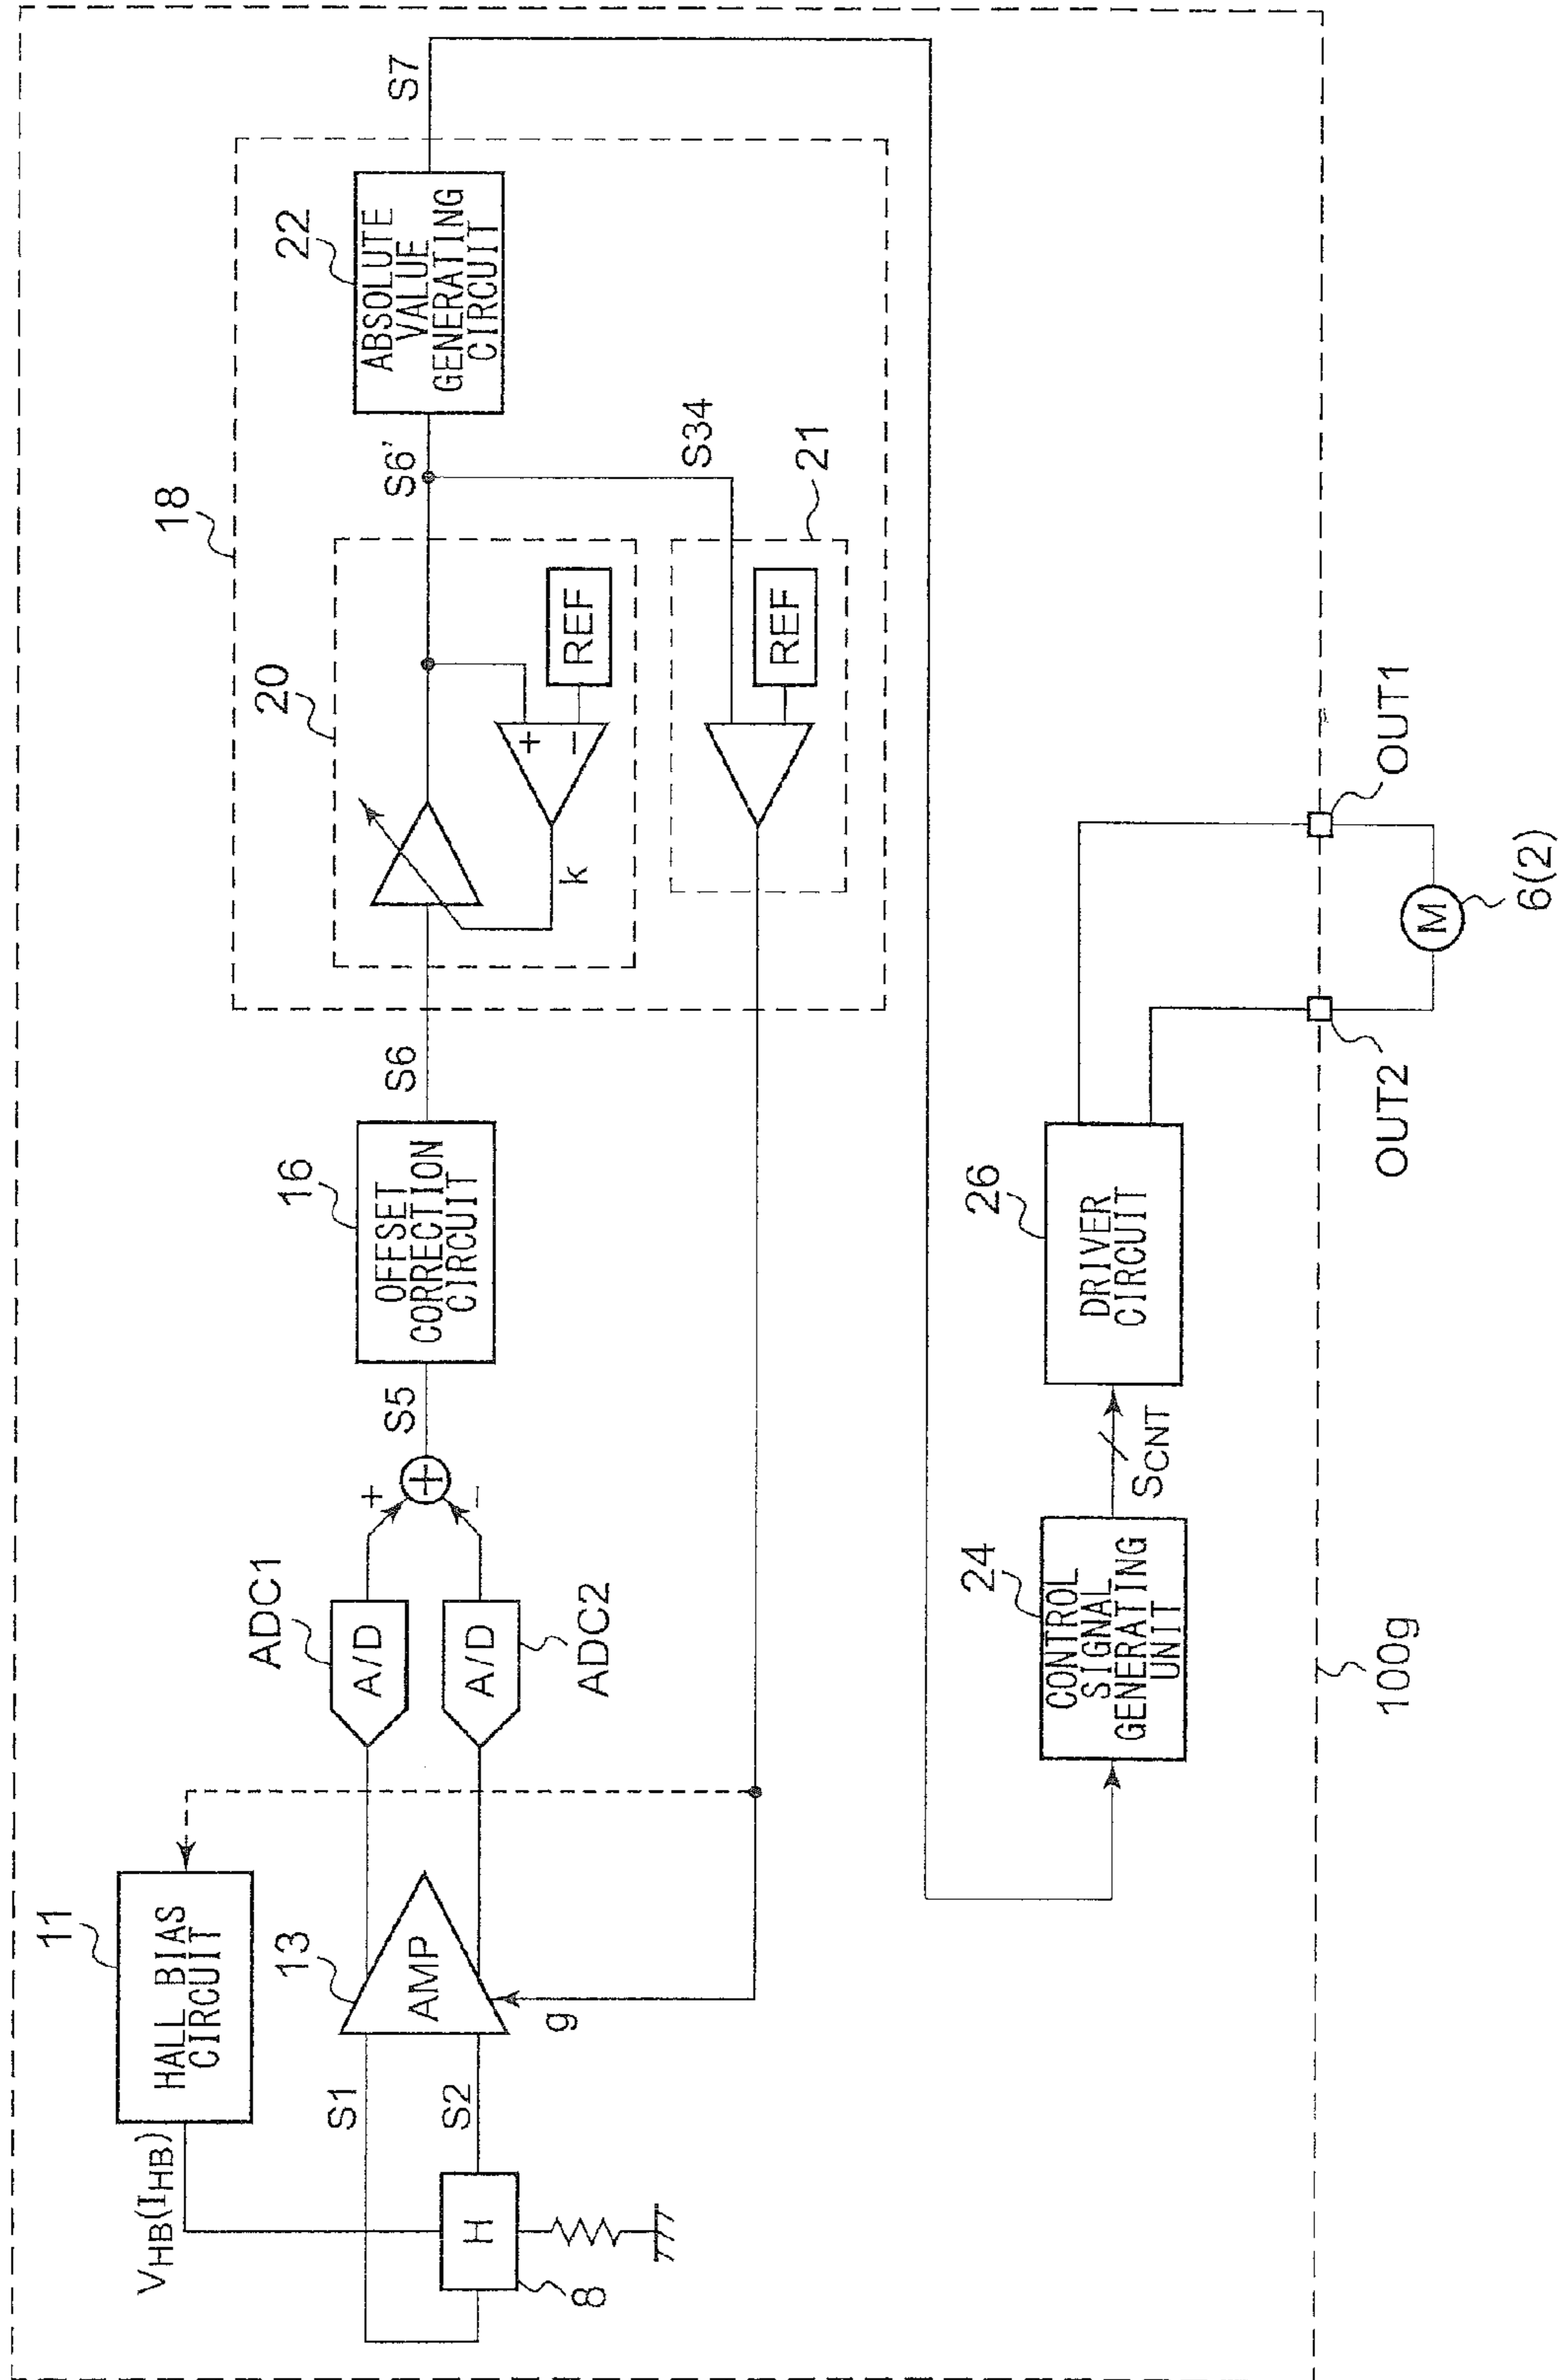 11
HALL BIAS
CIRCUIT
VHB(IHB)
H
8
S1
S2
13
AMP
g
ADC1
A/D
A/D
ADC2
+
+
−
S5
16
OFFSET
CORRECTION
CIRCUIT
S6
18
20
k
+
−
REF
S6'
S34
21
REF
22
ABSOLUTE
VALUE
GENERATING
CIRCUIT
S7
24
CONTROL
SIGNAL
GENERATING
UNIT
SCNT
26
DRIVER
CIRCUIT
OUT2
OUT1
M
6(2)
100g